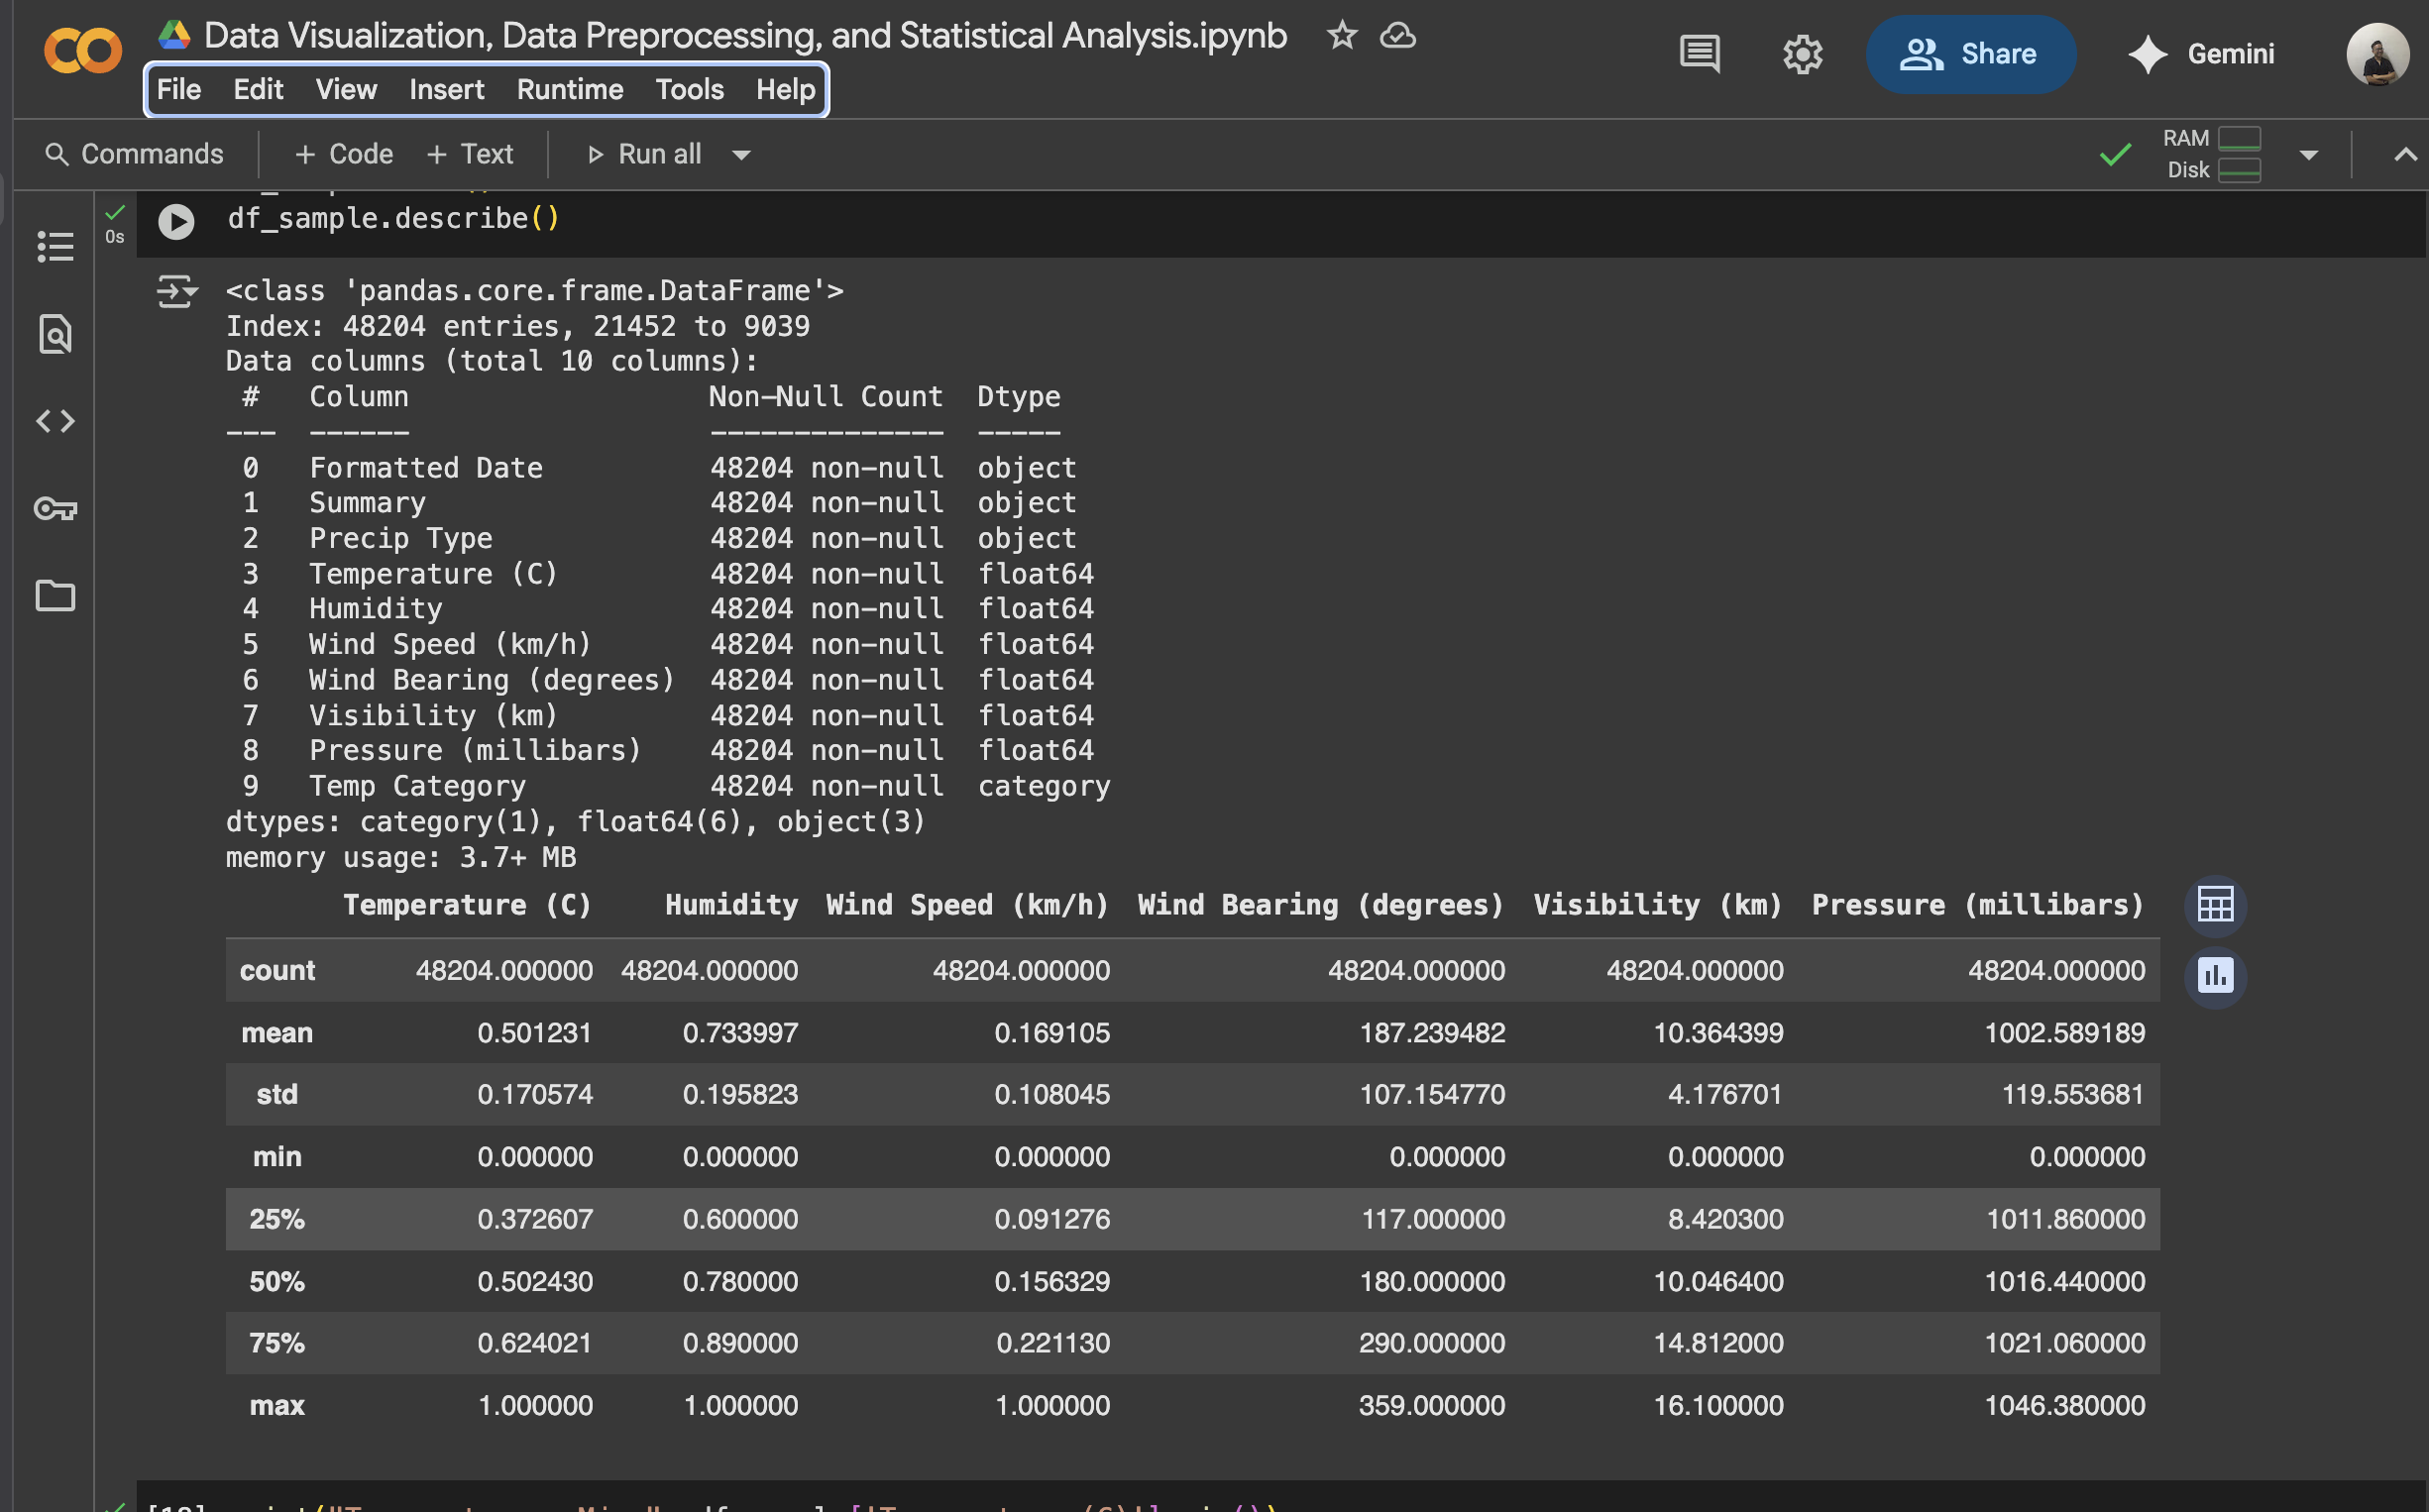 Data Visualization, Data Preprocessing, and Statistical Analysis.ipynb
File Edit View Insert Runtime Tools Help
Share
Gemini
Commands + Code + Text Run all
RAM
Disk
0s
df_sample.describe()
<class 'pandas.core.frame.DataFrame'>
Index: 48204 entries, 21452 to 9039
Data columns (total 10 columns):
# Column Non-Null Count Dtype
--- ------ -------------- -----
0 Formatted Date 48204 non-null object
1 Summary 48204 non-null object
2 Precip Type 48204 non-null object
3 Temperature (C) 48204 non-null float64
4 Humidity 48204 non-null float64
5 Wind Speed (km/h) 48204 non-null float64
6 Wind Bearing (degrees) 48204 non-null float64
7 Visibility (km) 48204 non-null float64
8 Pressure (millibars) 48204 non-null float64
9 Temp Category 48204 non-null category
dtypes: category(1), float64(6), object(3)
memory usage: 3.7+ MB
Temperature (C) Humidity Wind Speed (km/h) Wind Bearing (degrees) Visibility (km) Pressure (millibars)
count 48204.000000 48204.000000 48204.000000 48204.000000 48204.000000 48204.000000
mean 0.501231 0.733997 0.169105 187.239482 10.364399 1002.589189
std 0.170574 0.195823 0.108045 107.154770 4.176701 119.553681
min 0.000000 0.000000 0.000000 0.000000 0.000000 0.000000
25% 0.372607 0.600000 0.091276 117.000000 8.420300 1011.860000
50% 0.502430 0.780000 0.156329 180.000000 10.046400 1016.440000
75% 0.624021 0.890000 0.221130 290.000000 14.812000 1021.060000
max 1.000000 1.000000 1.000000 359.000000 16.100000 1046.380000